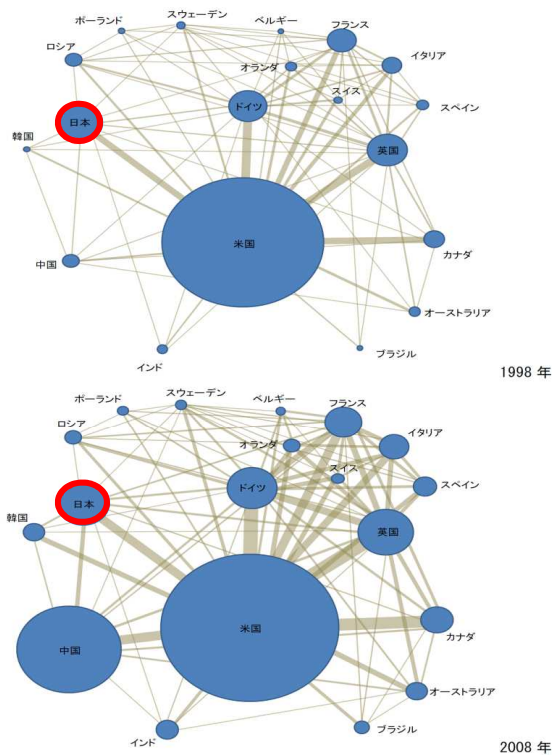 ポーランド
スウェーデン
ベルギー
フランス
ロシア
オランダ
イタリア
スイス
ドイツ
スペイン
日本
韓国
英国
米国
カナダ
中国
オーストラリア
インド
ブラジル
1998 年
ポーランド
スウェーデン
ベルギー
フランス
ロシア
オランダ
イタリア
スイス
ドイツ
スペイン
日本
韓国
英国
米国
カナダ
中国
オーストラリア
インド
ブラジル
2008 年